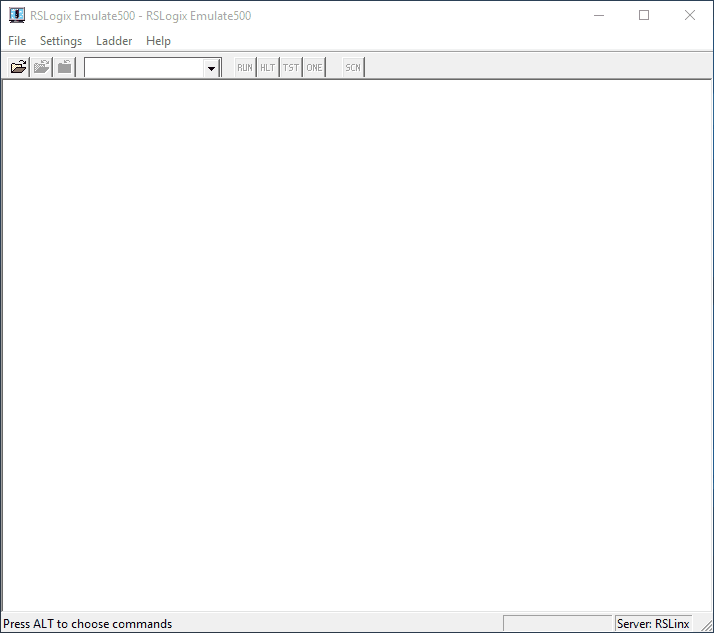 RSLogix Emulate500 - RSLogix Emulate500
File Settings Ladder Help
RUN HLT TST ONE SCN
Press ALT to choose commands Server: RSLinx